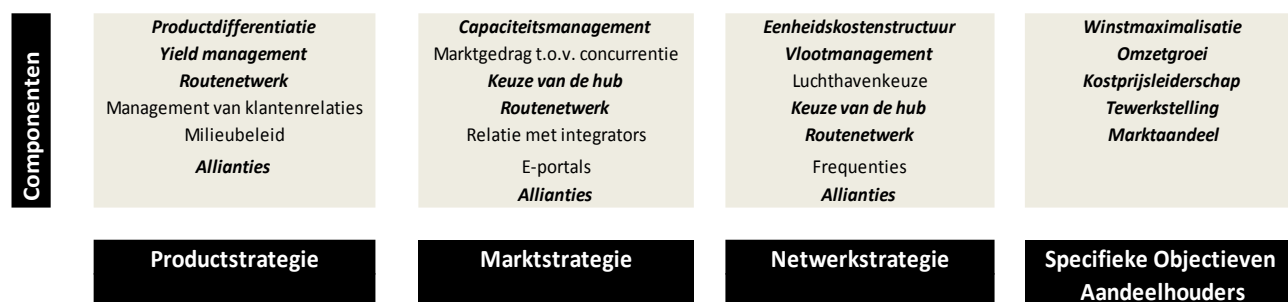 Componenten
Productdifferentiatie
Yield management
Routenetwerk
Management van klantenrelaties
Milieubeleid
Allianties
Capaciteitsmanagement
Marktgedrag t.o.v. concurrentie
Keuze van de hub
Routenetwerk
Relatie met integrators
E-portals
Allianties
Eenheidskostenstructuur
Vlootmanagement
Luchthavenkeuze
Keuze van de hub
Routenetwerk
Frequenties
Allianties
Winstmaximalisatie
Omzetgroei
Kostprijsleiderschap
Tewerkstelling
Marktaandeel
Productstrategie
Marktstrategie
Netwerkstrategie
Specifieke Objectieven
Aandeelhouders